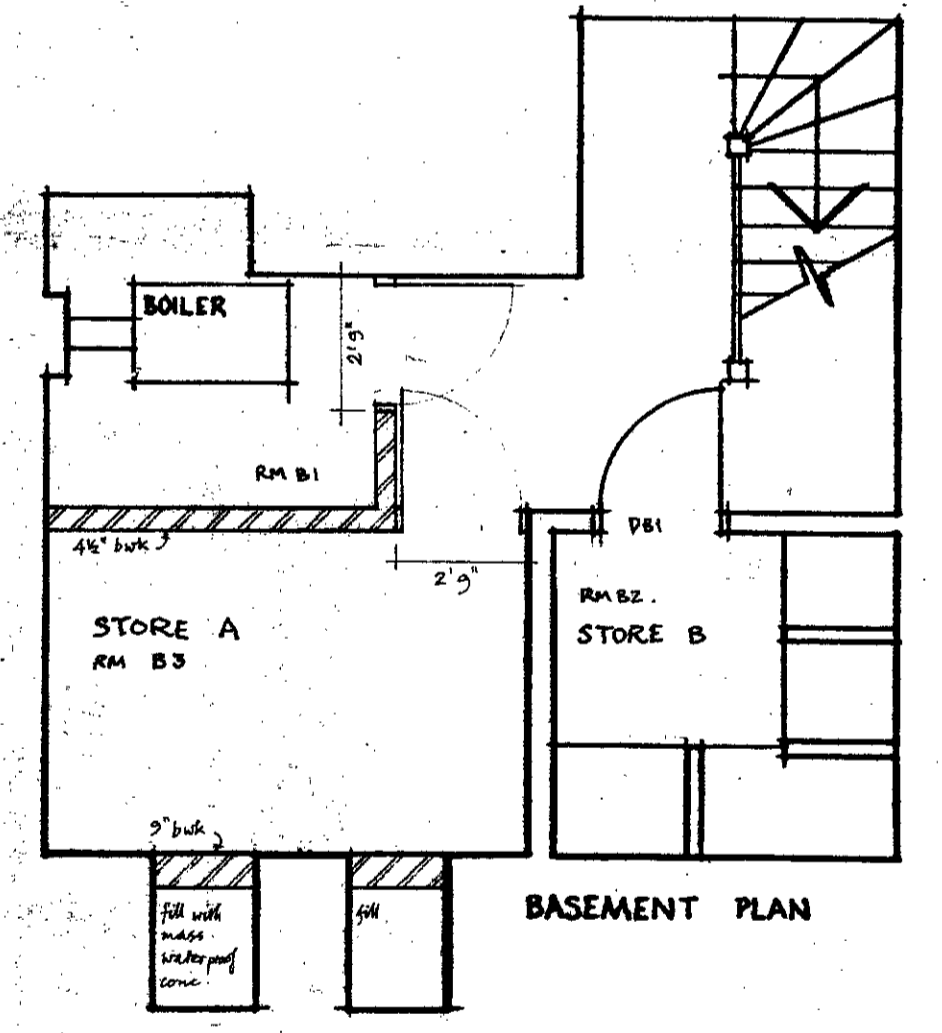 BOILER
2'9"
RM B1
4½" bwk
2'9"
DB1
STORE A
RM B3
RM B2.
STORE B
9" bwk
fill with
mass
waterproof
conc.
fill
BASEMENT PLAN